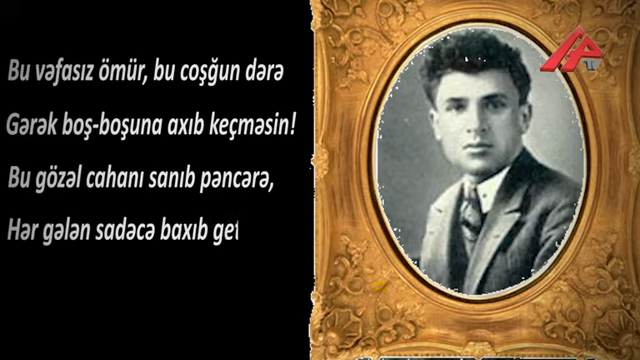 Bu vəfasız ömür, bu coşğun dərə
Gərək boş-boşuna axıb keçməsin!
Bu gözəl cahanı sanıb pəncərə,
Hər gələn sadəcə baxıb get